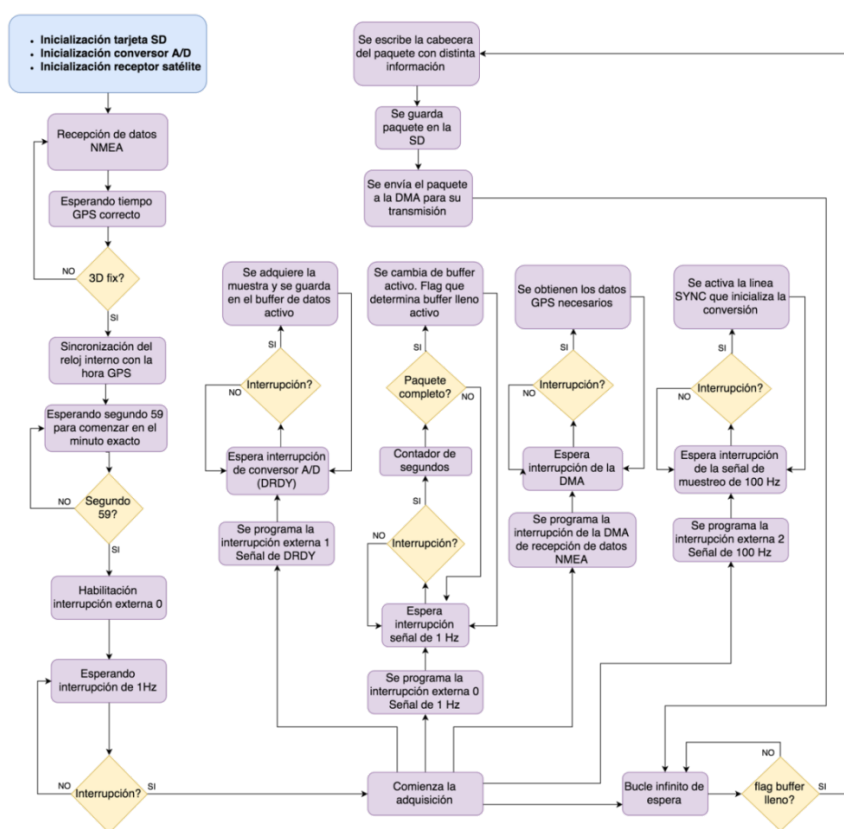 Inicialización tarjeta SD
Inicialización conversor A/D
Inicialización receptor satélite
Recepción de datos
NMEA
Esperando tiempo
GPS correcto
NO
3D fix?
SI
Sincronización del
reloj interno con la
hora GPS
Esperando segundo 59
para comenzar en el
minuto exacto
NO
Segundo
59?
SI
Habilitación
interrupción externa 0
Esperando
interrupción de 1Hz
NO
Interrupción?
SI
Comienza la
adquisición
Se adquiere la
muestra y se guarda
en el buffer de datos
activo
SI
Interrupción?
NO
Espera interrupción
de conversor A/D
(DRDY)
Se programa la
interrupción externa 1
Señal de DRDY
Se cambia de buffer
activo. Flag que
determina buffer lleno
activo
SI
Paquete
completo?
NO
Contador de
segundos
SI
NO
Interrupción?
Espera
interrupción
señal de 1 Hz
Se programa la
interrupción externa 0
Señal de 1 Hz
Se obtienen los datos
GPS necesarios
SI
Interrupción?
NO
Espera
interrupción de la
DMA
Se programa la
interrupción de la DMA
de recepción de datos
NMEA
Se activa la linea
SYNC que inicializa la
conversión
SI
Interrupción?
NO
Espera interrupción
de la señal de
muestreo de 100 Hz
Se programa la
interrupción externa 2
Señal de 100 Hz
Se escribe la cabecera
del paquete con distinta
información
Se guarda
paquete en la
SD
Se envía el paquete
a la DMA para su
transmisión
Bucle infinito de
espera
NO
flag buffer
lleno?
SI